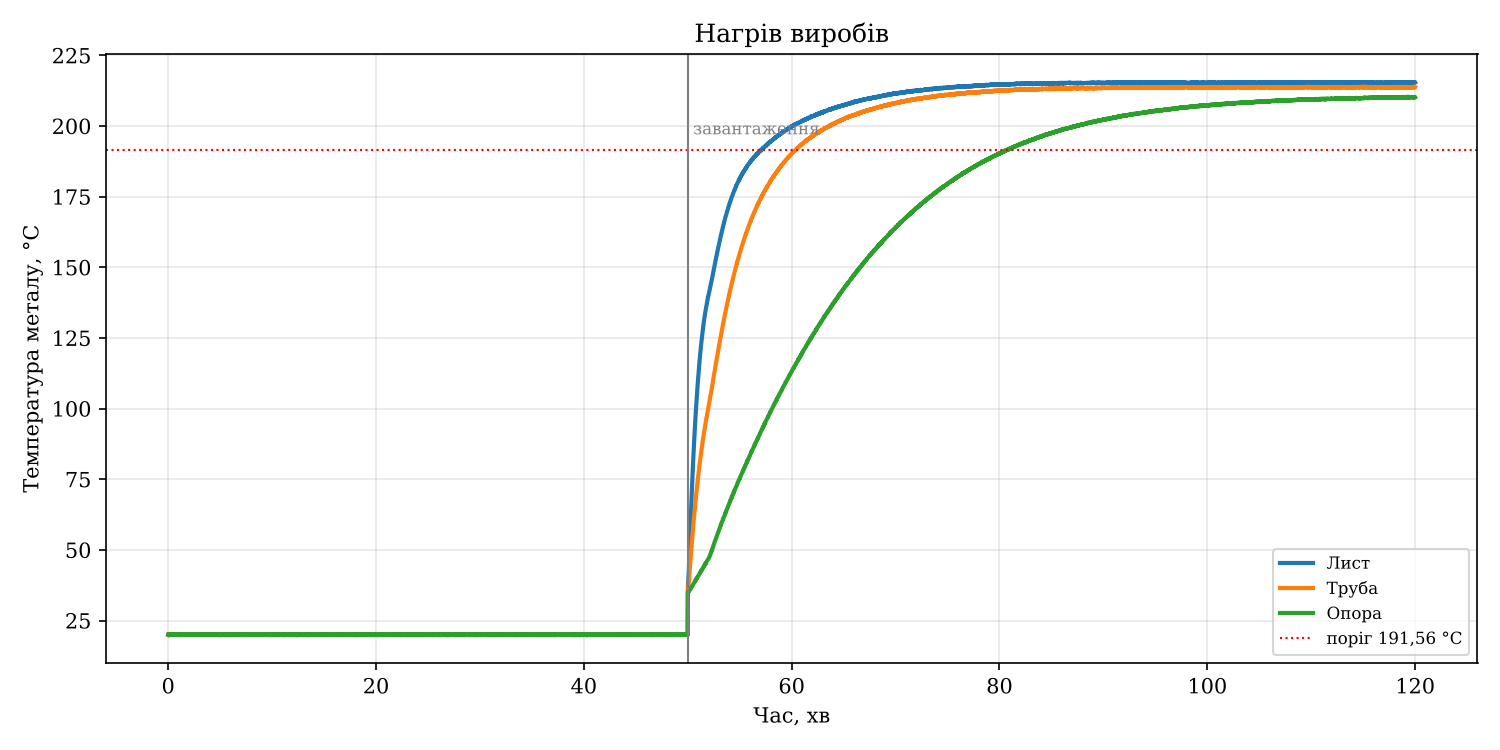 Нагрів виробів
Температура металу, °C
225
200
175
150
125
100
75
50
25
завантаження
Лист
Труба
Опора
поріг 191,56 °C
0 20 40 60 80 100 120
Час, хв